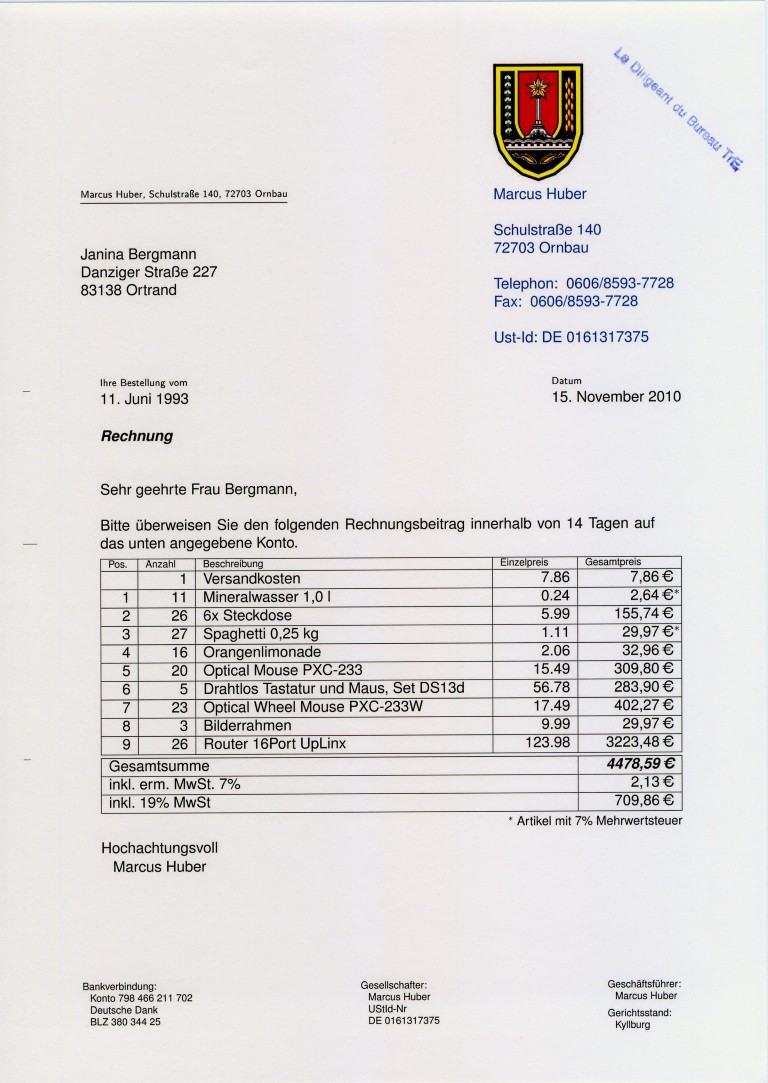 Le Dirigeant du Bureau TrE
Marcus Huber, Schulstraße 140, 72703 Ornbau
Marcus Huber
Schulstraße 140
72703 Ornbau
Telephon: 0606/8593-7728
Fax: 0606/8593-7728
Ust-Id: DE 0161317375
Janina Bergmann
Danziger Straße 227
83138 Ortrand
Ihre Bestellung vom
11. Juni 1993
Datum
15. November 2010
Rechnung
Sehr geehrte Frau Bergmann,
Bitte überweisen Sie den folgenden Rechnungsbeitrag innerhalb von 14 Tagen auf
das unten angegebene Konto.
Pos. Anzahl Beschreibung Einzelpreis Gesamtpreis
1 Versandkosten 7.86 7,86 €
1 11 Mineralwasser 1,0 l 0.24 2,64 €*
2 26 6x Steckdose 5.99 155,74 €
3 27 Spaghetti 0,25 kg 1.11 29,97 €*
4 16 Orangenlimonade 2.06 32,96 €
5 20 Optical Mouse PXC-233 15.49 309,80 €
6 5 Drahtlos Tastatur und Maus, Set DS13d 56.78 283,90 €
7 23 Optical Wheel Mouse PXC-233W 17.49 402,27 €
8 3 Bilderrahmen 9.99 29,97 €
9 26 Router 16Port UpLinx 123.98 3223,48 €
Gesamtsumme 4478,59 €
inkl. erm. MwSt. 7% 2,13 €
inkl. 19% MwSt 709,86 €
* Artikel mit 7% Mehrwertsteuer
Hochachtungsvoll
Marcus Huber
Bankverbindung:
Konto 798 466 211 702
Deutsche Dank
BLZ 380 344 25
Gesellschafter:
Marcus Huber
UStId-Nr
DE 0161317375
Geschäftsführer:
Marcus Huber
Gerichtsstand:
Kyllburg